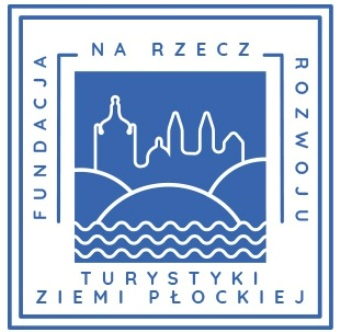 FUNDACJA
NA RZECZ
ROZWOJU
TURYSTYKI
ZIEMI PŁOCKIEJ